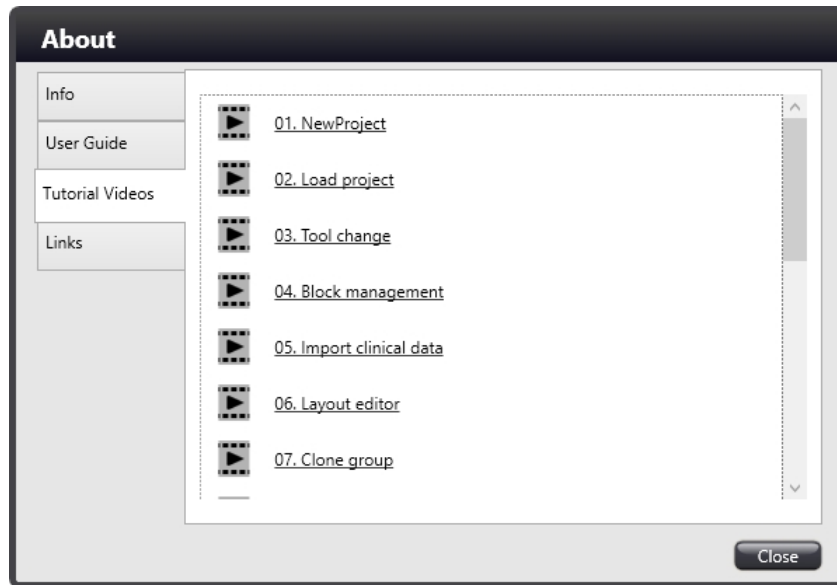 About
Info
User Guide
Tutorial Videos
Links
01. NewProject
02. Load project
03. Tool change
04. Block management
05. Import clinical data
06. Layout editor
07. Clone group
Close